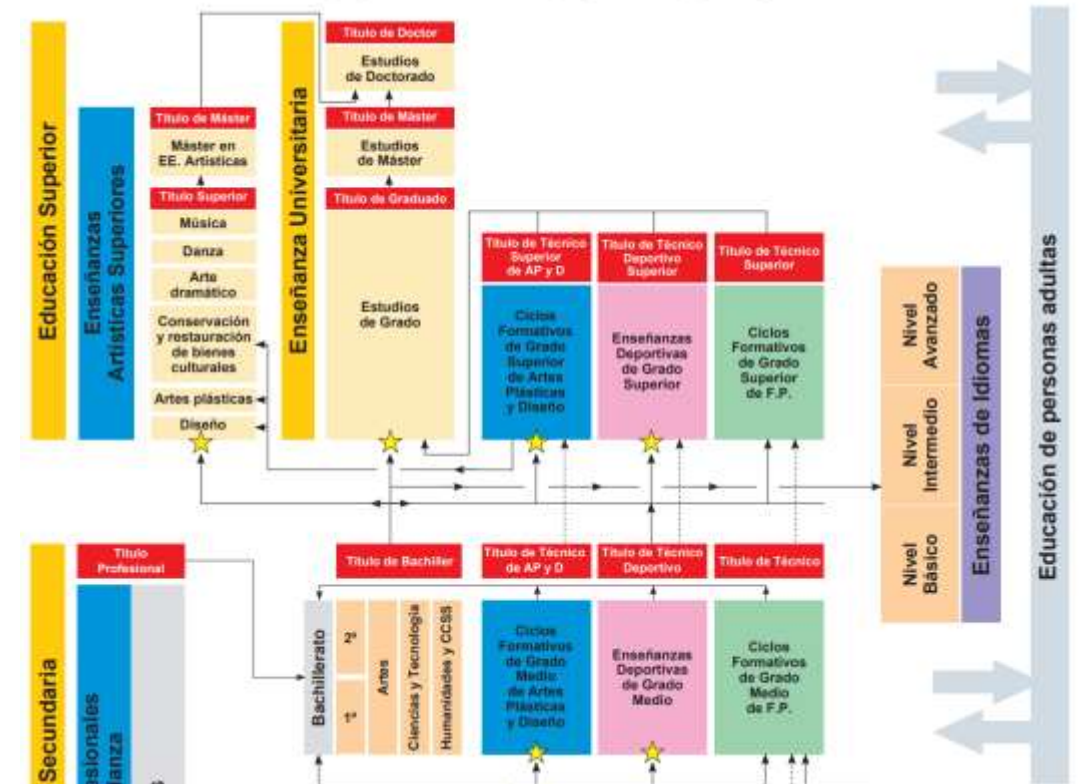 Educación Superior
Enseñanzas
Artísticas Superiores
Título de Máster
Máster en
EE. Artísticas
Título Superior
Música
Danza
Arte
dramático
Conservación
y restauración
de bienes
culturales
Artes plásticas
Diseño
Enseñanza Universitaria
Título de Doctor
Estudios
de Doctorado
Título de Máster
Estudios
de Máster
Título de Graduado
Estudios
de Grado
Título de Técnico
Superior
de AP y D
Ciclos
Formativos
de Grado
Superior
de Artes
Plásticas
y Diseño
Título de Técnico
Deportivo
Superior
Enseñanzas
Deportivas
de Grado
Superior
Título de Técnico
Superior
Ciclos
Formativos
de Grado
Superior
de F.P.
Nivel
Avanzado
Nivel
Intermedio
Nivel
Básico
Enseñanzas de Idiomas
Educación de personas adultas
Secundaria
Título
Profesional
Título de Bachiller
Bachillerato
2º
1º
Artes
Ciencias y Tecnología
Humanidades y CCSS
Título de Técnico
de AP y D
Ciclos
Formativos
de Grado
Medio
de Artes
Plásticas
y Diseño
Título de Técnico
Deportivo
Enseñanzas
Deportivas
de Grado
Medio
Título de Técnico
Ciclos
Formativos
de Grado
Medio
de F.P.